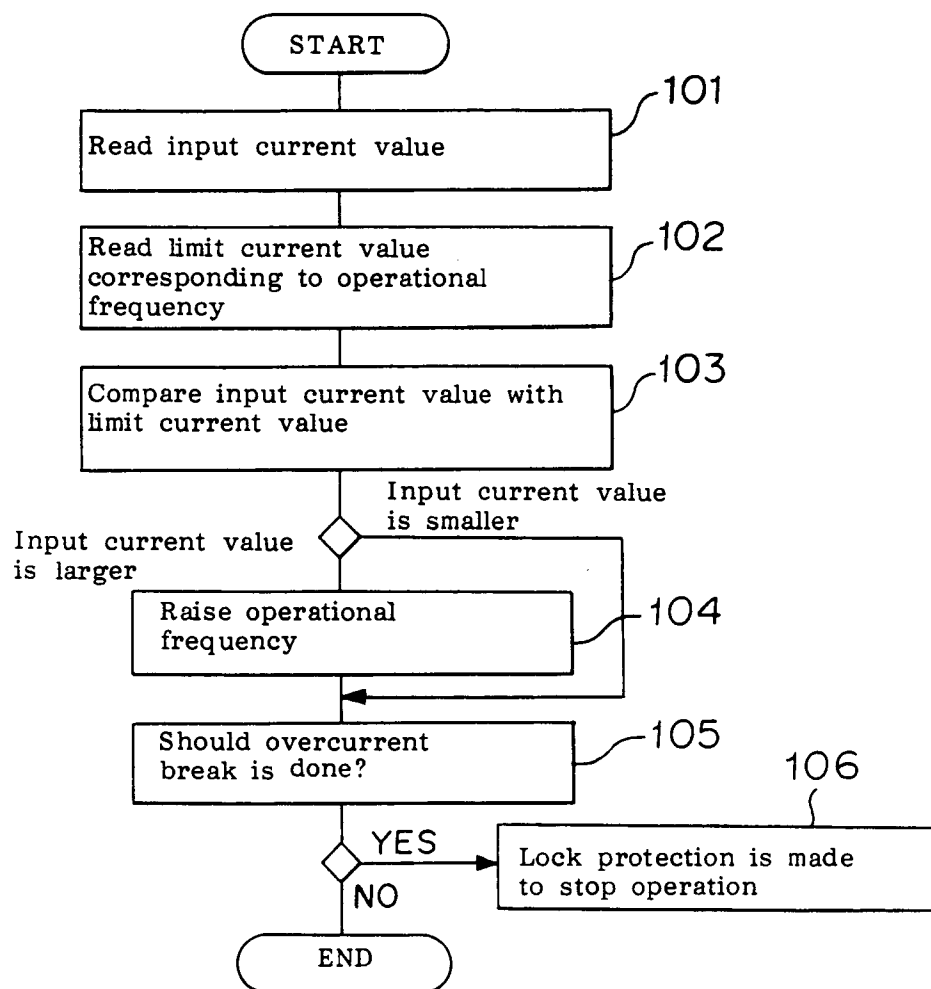 START
101
Read input current value
102
Read limit current value
corresponding to operational
frequency
103
Compare input current value with
limit current value
Input current value
is smaller
Input current value
is larger
104
Raise operational
frequency
105
Should overcurrent
break is done?
106
YES
Lock protection is made
to stop operation
NO
END